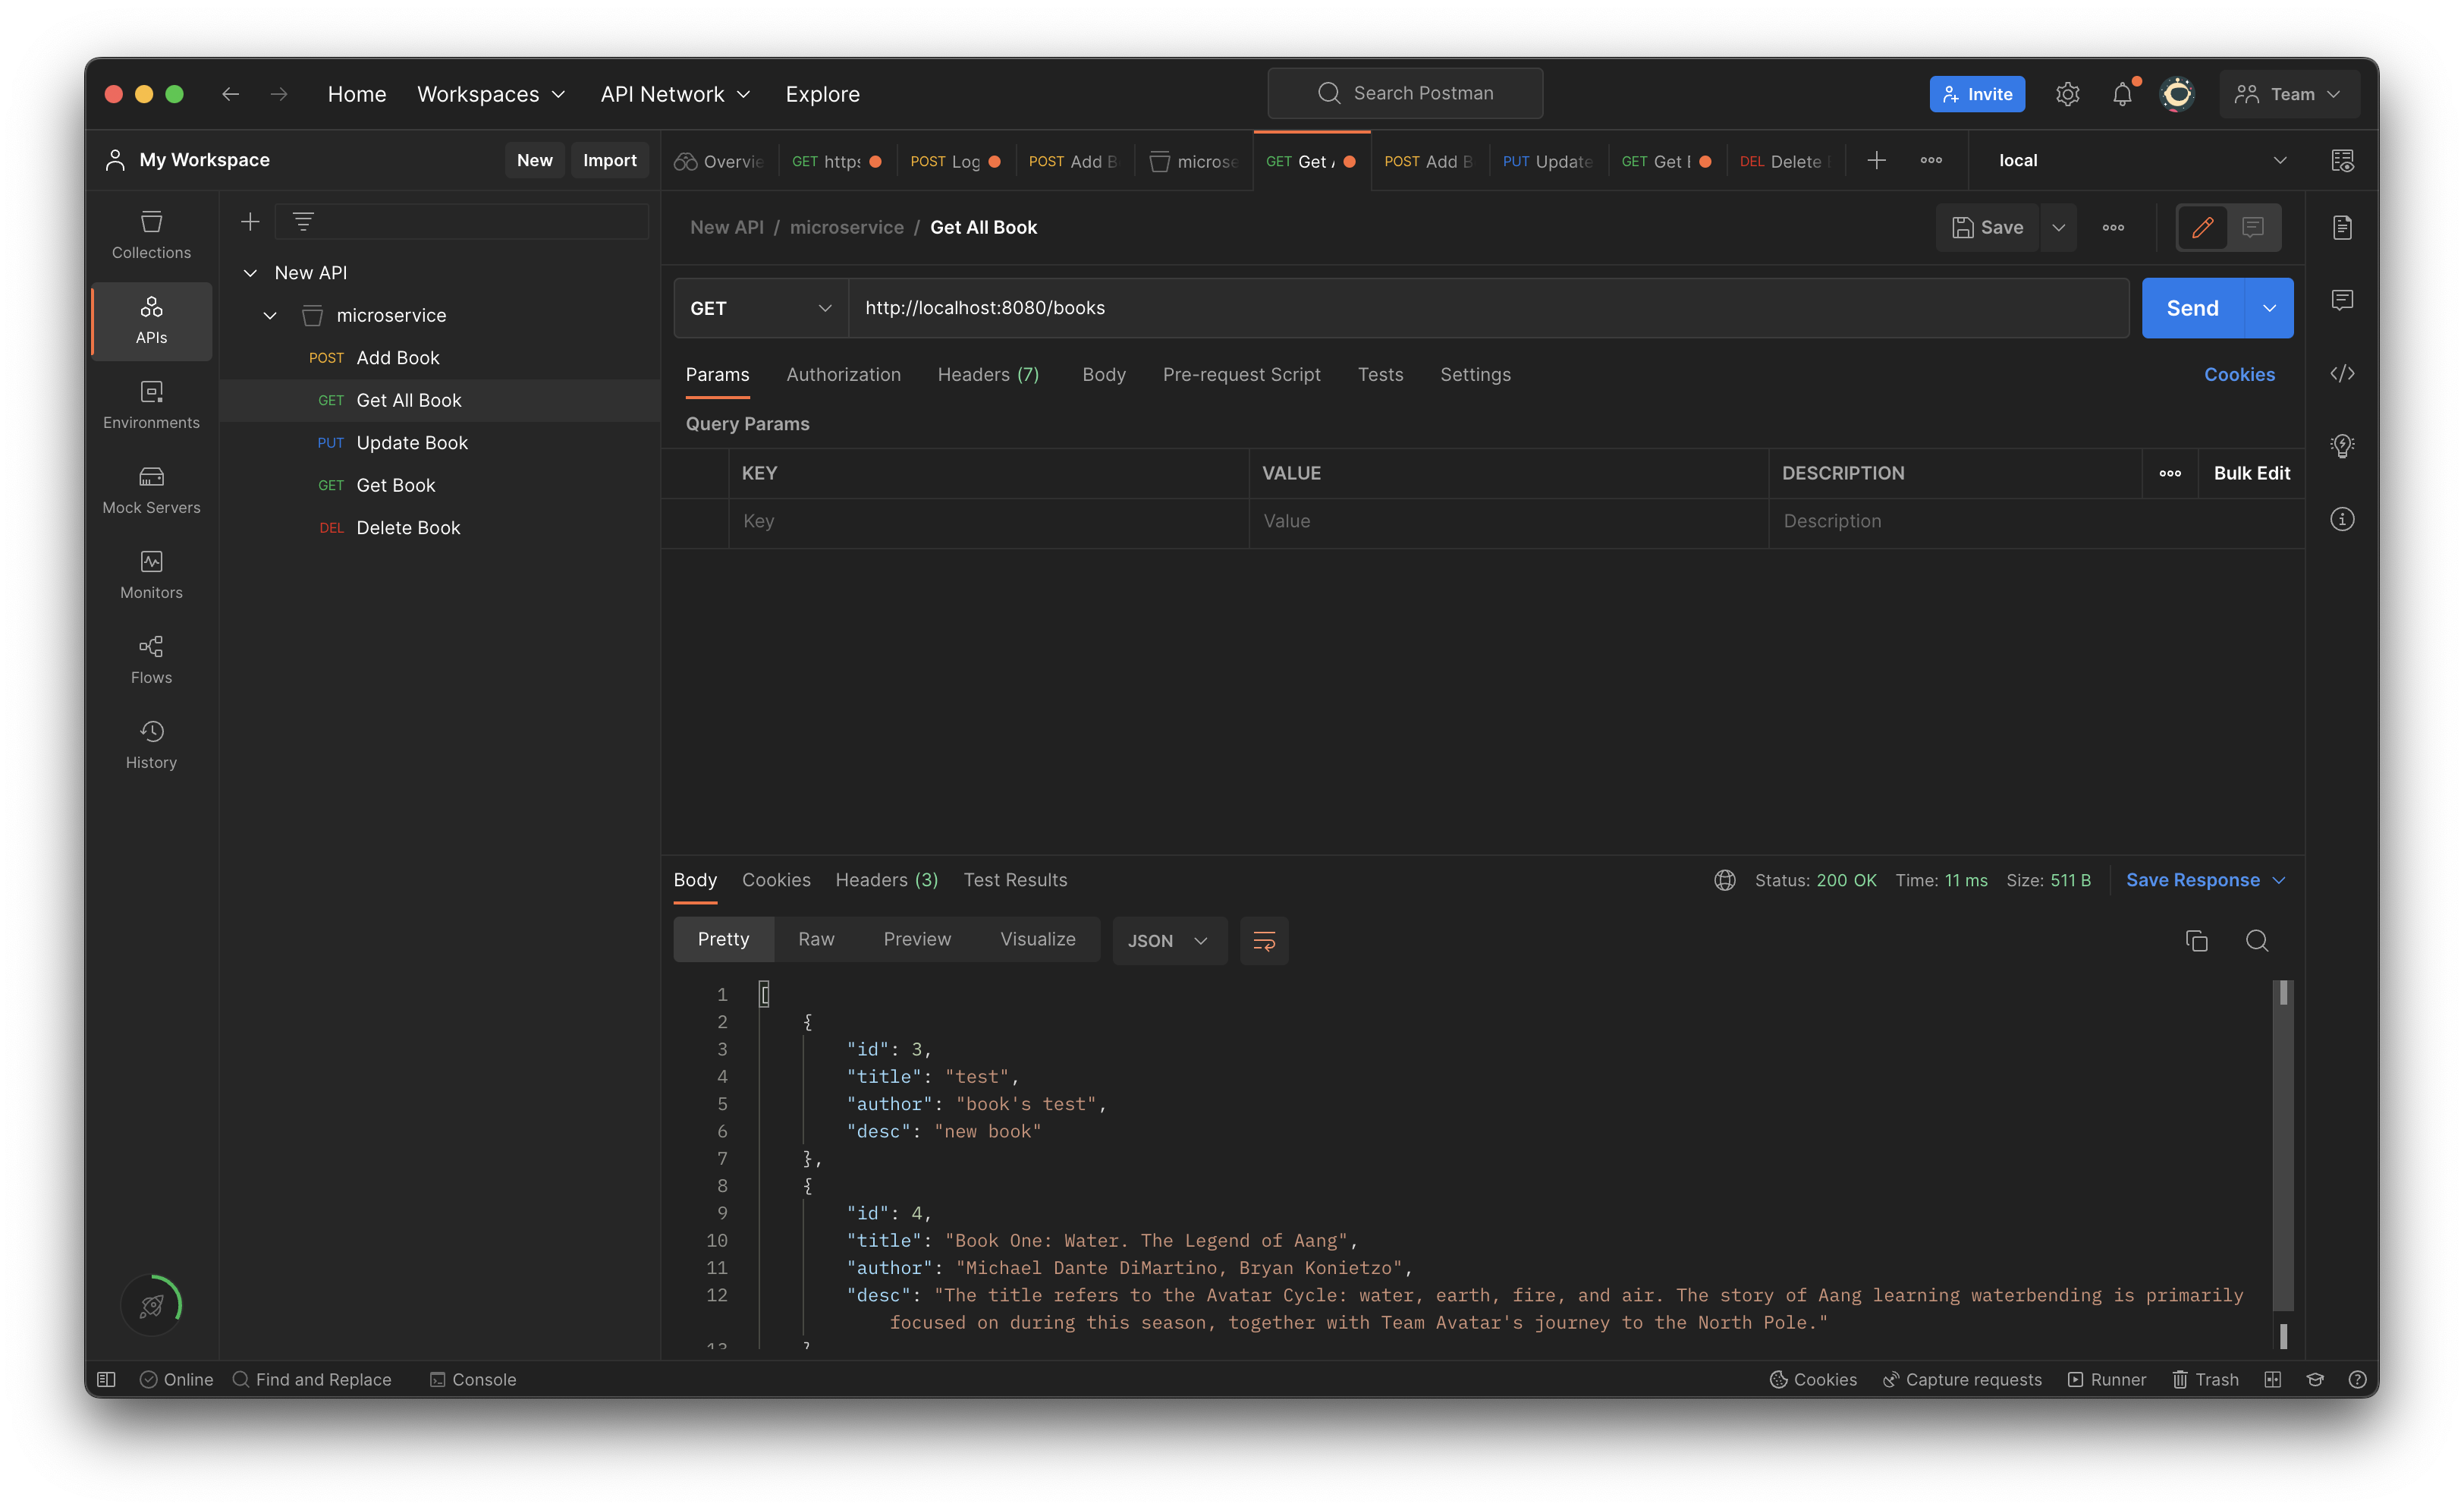 Home Workspaces API Network Explore
Search Postman
Invite
Team
My Workspace
New Import
Overvie
GET https
POST Log
POST Add B
microse
GET Get A
POST Add B
PUT Update
GET Get
DEL Delete
local
Collections
APIs
Environments
Mock Servers
Monitors
Flows
History
New API
microservice
POST Add Book
GET Get All Book
PUT Update Book
GET Get Book
DEL Delete Book
New API / microservice / Get All Book
Save
GET
http://localhost:8080/books
Send
Params Authorization Headers (7) Body Pre-request Script Tests Settings
Cookies
Query Params
KEY VALUE DESCRIPTION Bulk Edit
Key Value Description
Body Cookies Headers (3) Test Results
Status: 200 OK Time: 11 ms Size: 511 B
Save Response
Pretty Raw Preview Visualize
JSON
1 [
2 {
3 "id": 3,
4 "title": "test",
5 "author": "book's test",
6 "desc": "new book"
7 },
8 {
9 "id": 4,
10 "title": "Book One: Water. The Legend of Aang",
11 "author": "Michael Dante DiMartino, Bryan Konietzo",
12 "desc": "The title refers to the Avatar Cycle: water, earth, fire, and air. The story of Aang learning waterbending is primarily
focused on during this season, together with Team Avatar's journey to the North Pole."
Online Find and Replace Console
Cookies Capture requests Runner Trash